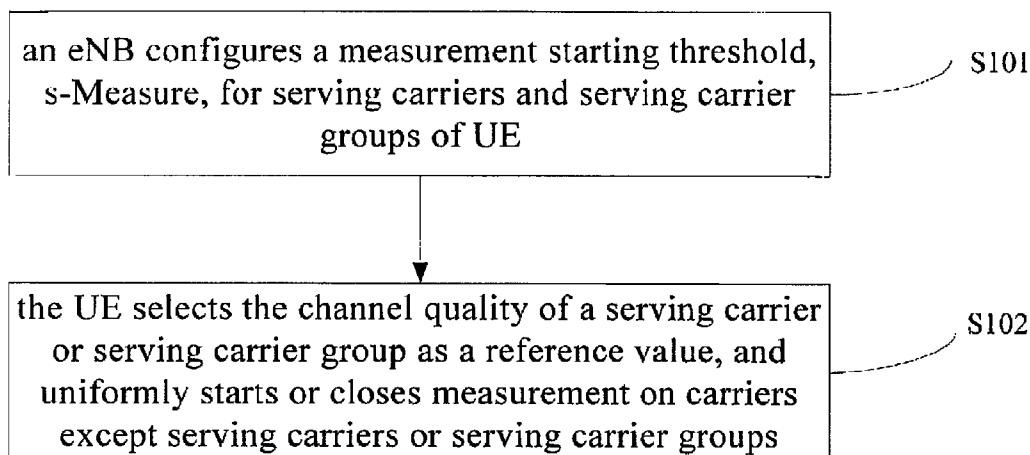 an eNB configures a measurement starting threshold,
s-Measure, for serving carriers and serving carrier
groups of UE
S101
the UE selects the channel quality of a serving carrier
or serving carrier group as a reference value, and
uniformly starts or closes measurement on carriers
except serving carriers or serving carrier groups
S102